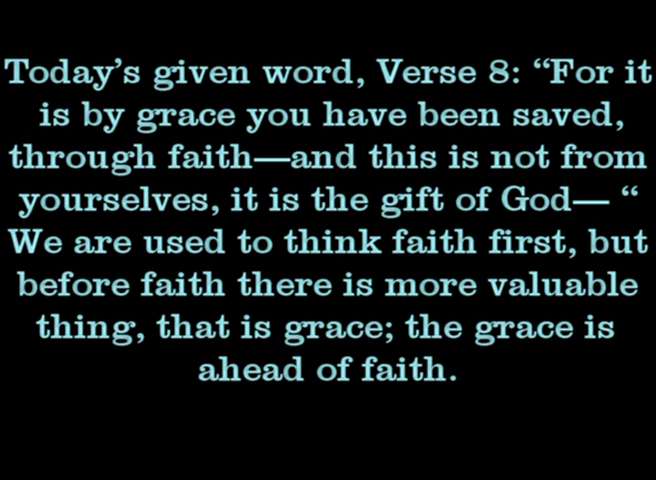 Today’s given word, Verse 8: “For it
is by grace you have been saved,
through faith—and this is not from
yourselves, it is the gift of God— “
We are used to think faith first, but
before faith there is more valuable
thing, that is grace; the grace is
ahead of faith.